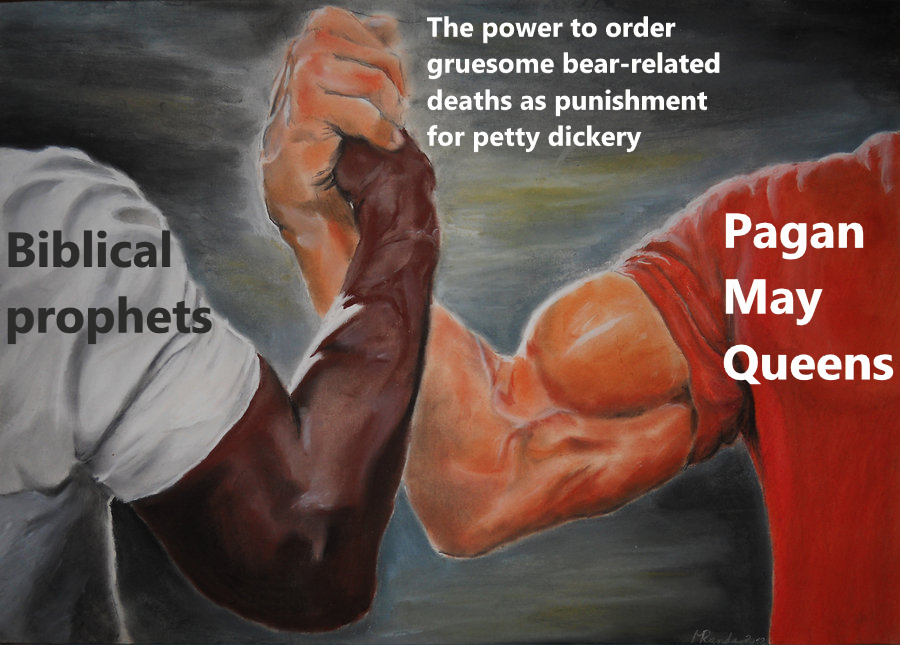 The power to order
gruesome bear-related
deaths as punishment
for petty dickery
Biblical
prophets
Pagan
May
Queens